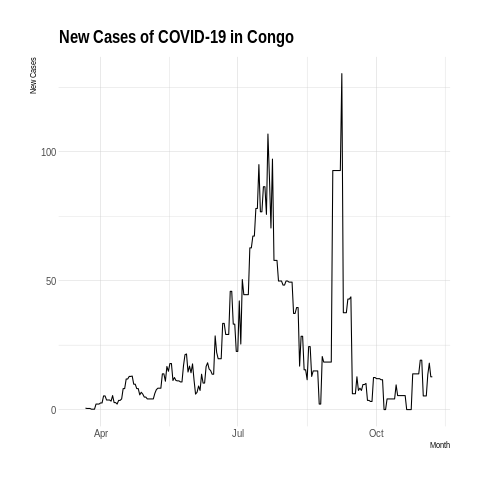 New Cases of COVID-19 in Congo
New Cases
100
50
0
Apr
Jul
Oct
Month